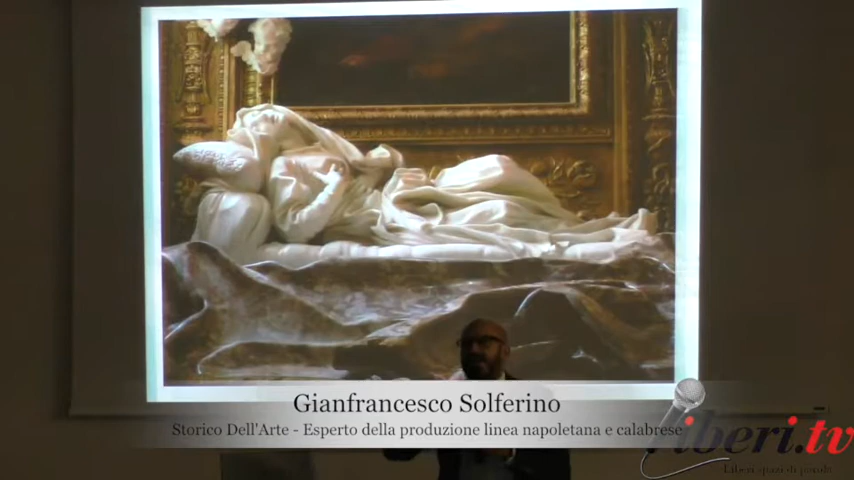 Gianfrancesco Solferino
Storico Dell'Arte - Esperto della produzione linea napoletana e calabrese
liberi.tv
Liberi spazi di parola